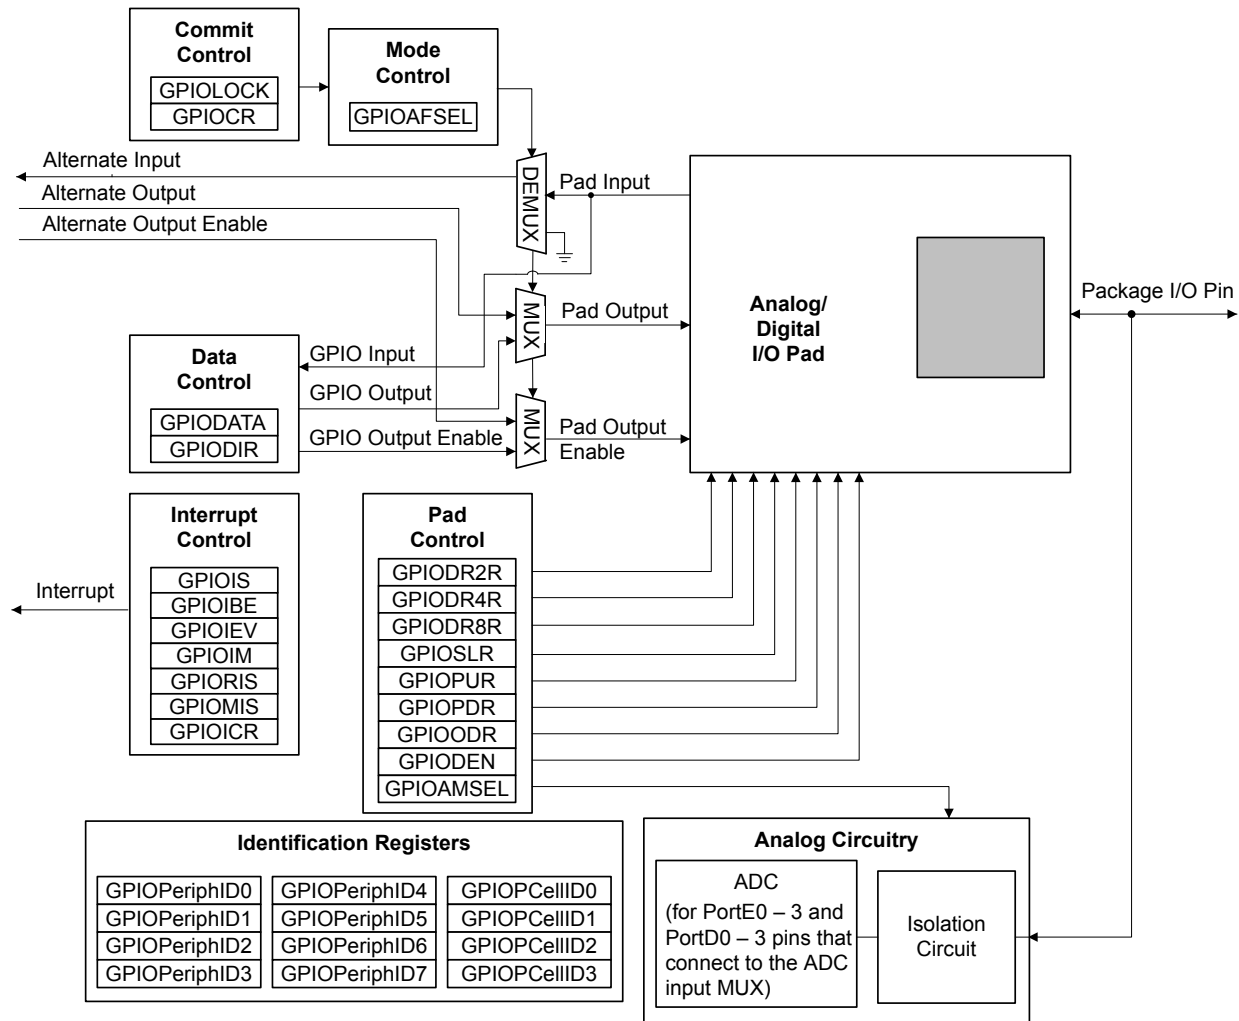 Commit
Control
GPIOLOCK
GPIOCR
Mode
Control
GPIOAFSEL
Alternate Input
Alternate Output
Alternate Output Enable
DEMUX
Pad Input
MUX
Pad Output
MUX
Pad Output
Enable
Analog/
Digital
I/O Pad
Package I/O Pin
Data
Control
GPIODATA
GPIODIR
GPIO Input
GPIO Output
GPIO Output Enable
Interrupt
Control
GPIOIS
GPIOIBE
GPIOIEV
GPIOIM
GPIORIS
GPIOMIS
GPIOICR
Interrupt
Pad
Control
GPIODR2R
GPIODR4R
GPIODR8R
GPIOSLR
GPIOPUR
GPIOPDR
GPIOODR
GPIODEN
GPIOAMSEL
Identification Registers
GPIOPeriphID0
GPIOPeriphID1
GPIOPeriphID2
GPIOPeriphID3
GPIOPeriphID4
GPIOPeriphID5
GPIOPeriphID6
GPIOPeriphID7
GPIOPCellID0
GPIOPCellID1
GPIOPCellID2
GPIOPCellID3
Analog Circuitry
ADC
(for PortE0 – 3 and
PortD0 – 3 pins that
connect to the ADC
input MUX)
Isolation
Circuit